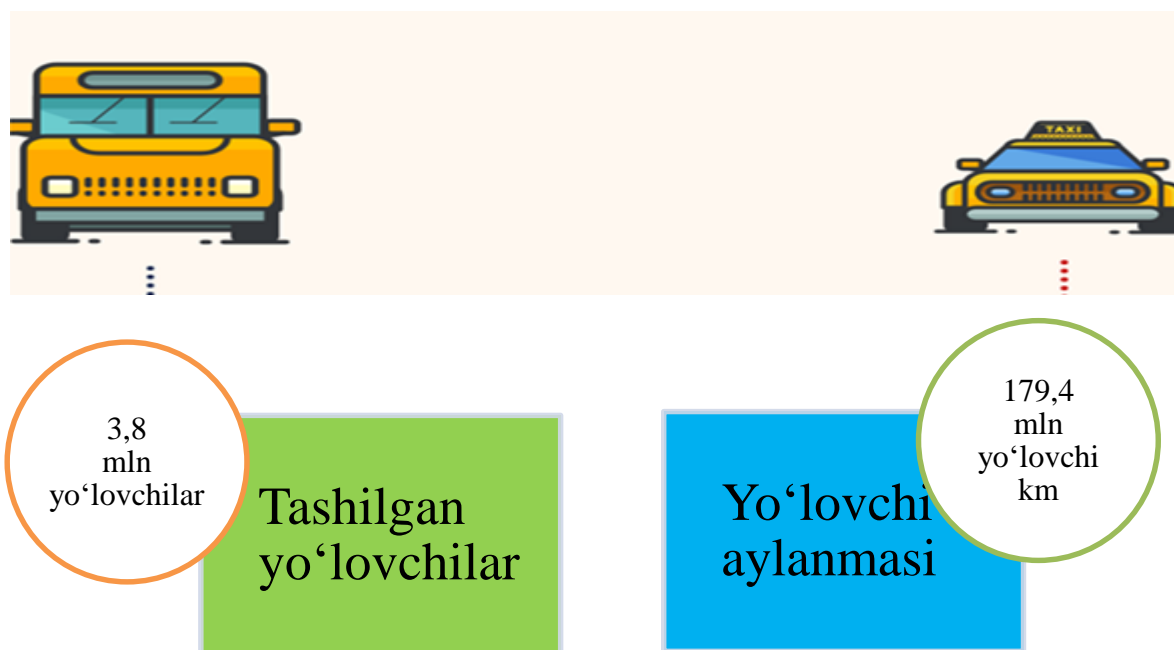 TAXI
3,8
mln
yo‘lovchilar
Tashilgan
yo‘lovchilar
179,4
mln
yo‘lovchi
km
Yo‘lovchi
aylanmasi